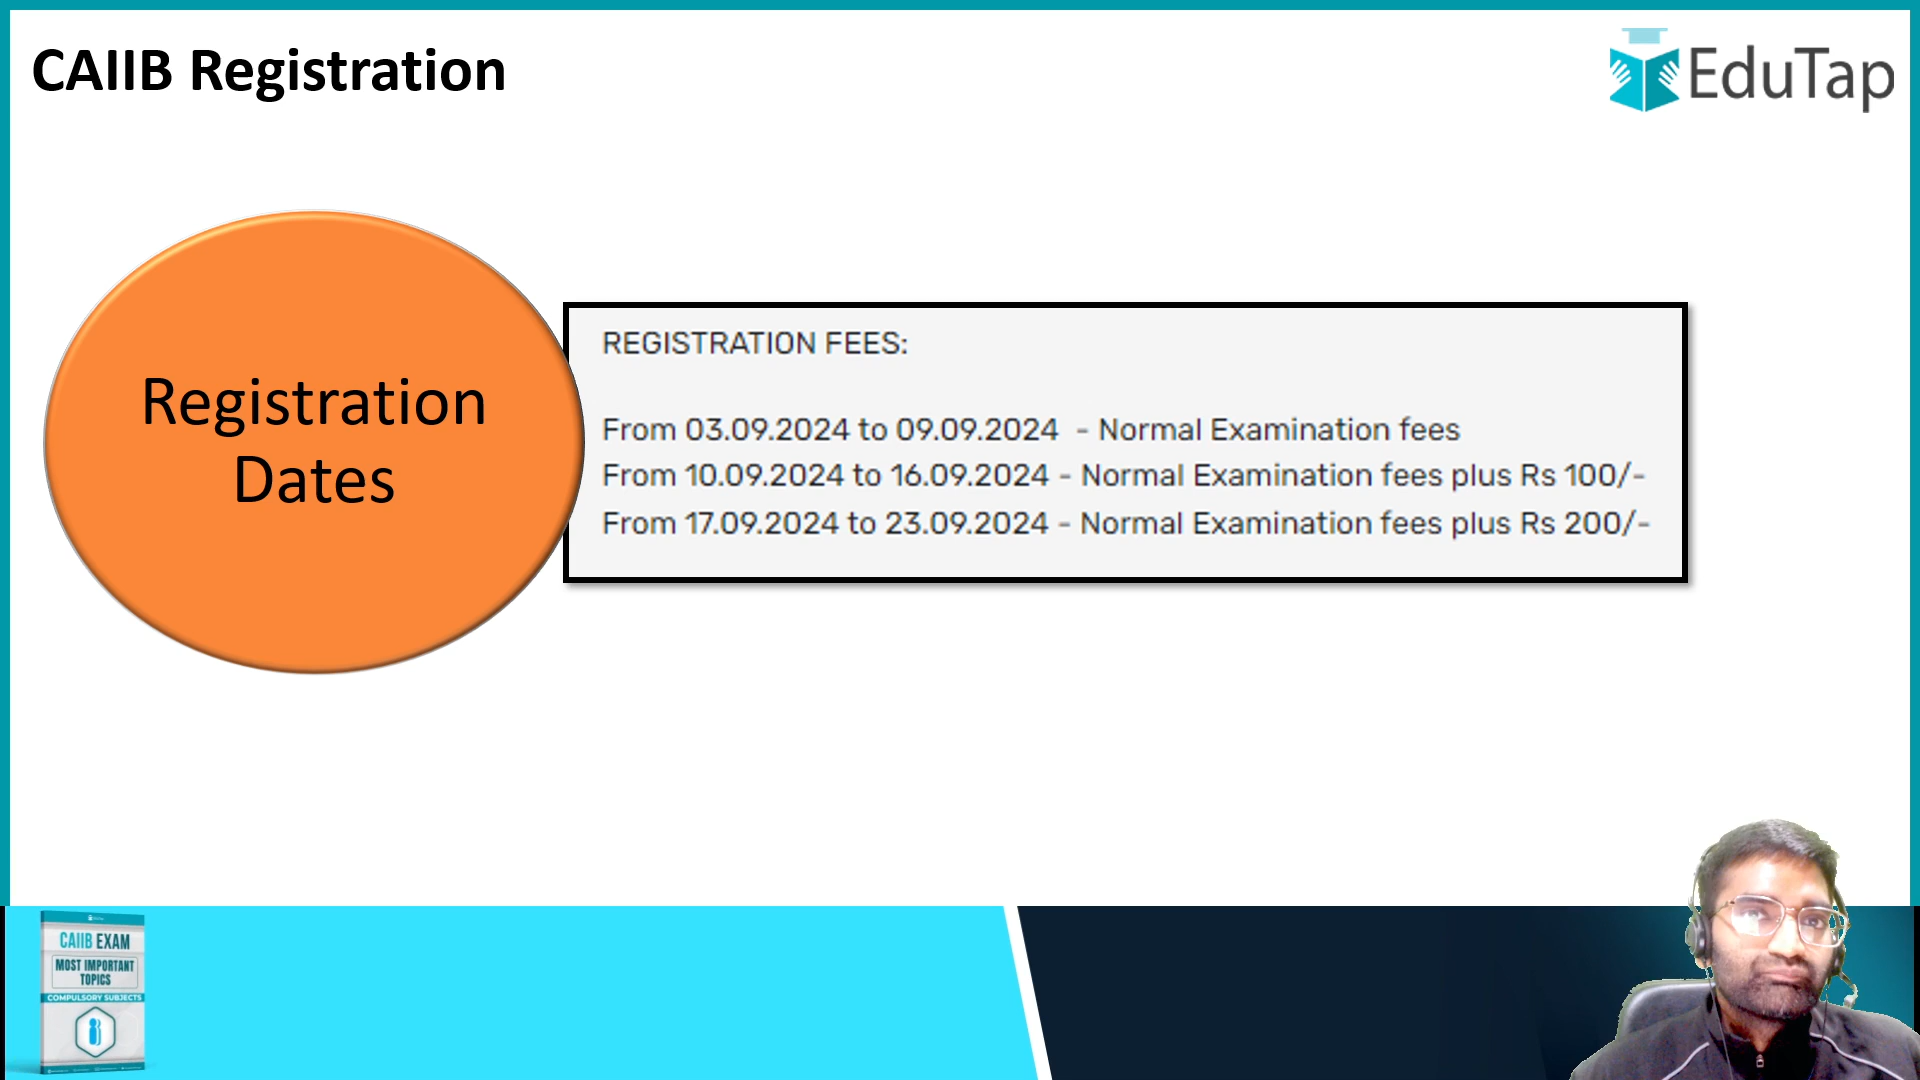 CAIIB Registration
EduTap
Registration
Dates
REGISTRATION FEES:
From 03.09.2024 to 09.09.2024 - Normal Examination fees
From 10.09.2024 to 16.09.2024 - Normal Examination fees plus Rs 100/-
From 17.09.2024 to 23.09.2024 - Normal Examination fees plus Rs 200/-
CAIIB EXAM
MOST IMPORTANT
TOPICS
COMPULSORY SUBJECTS